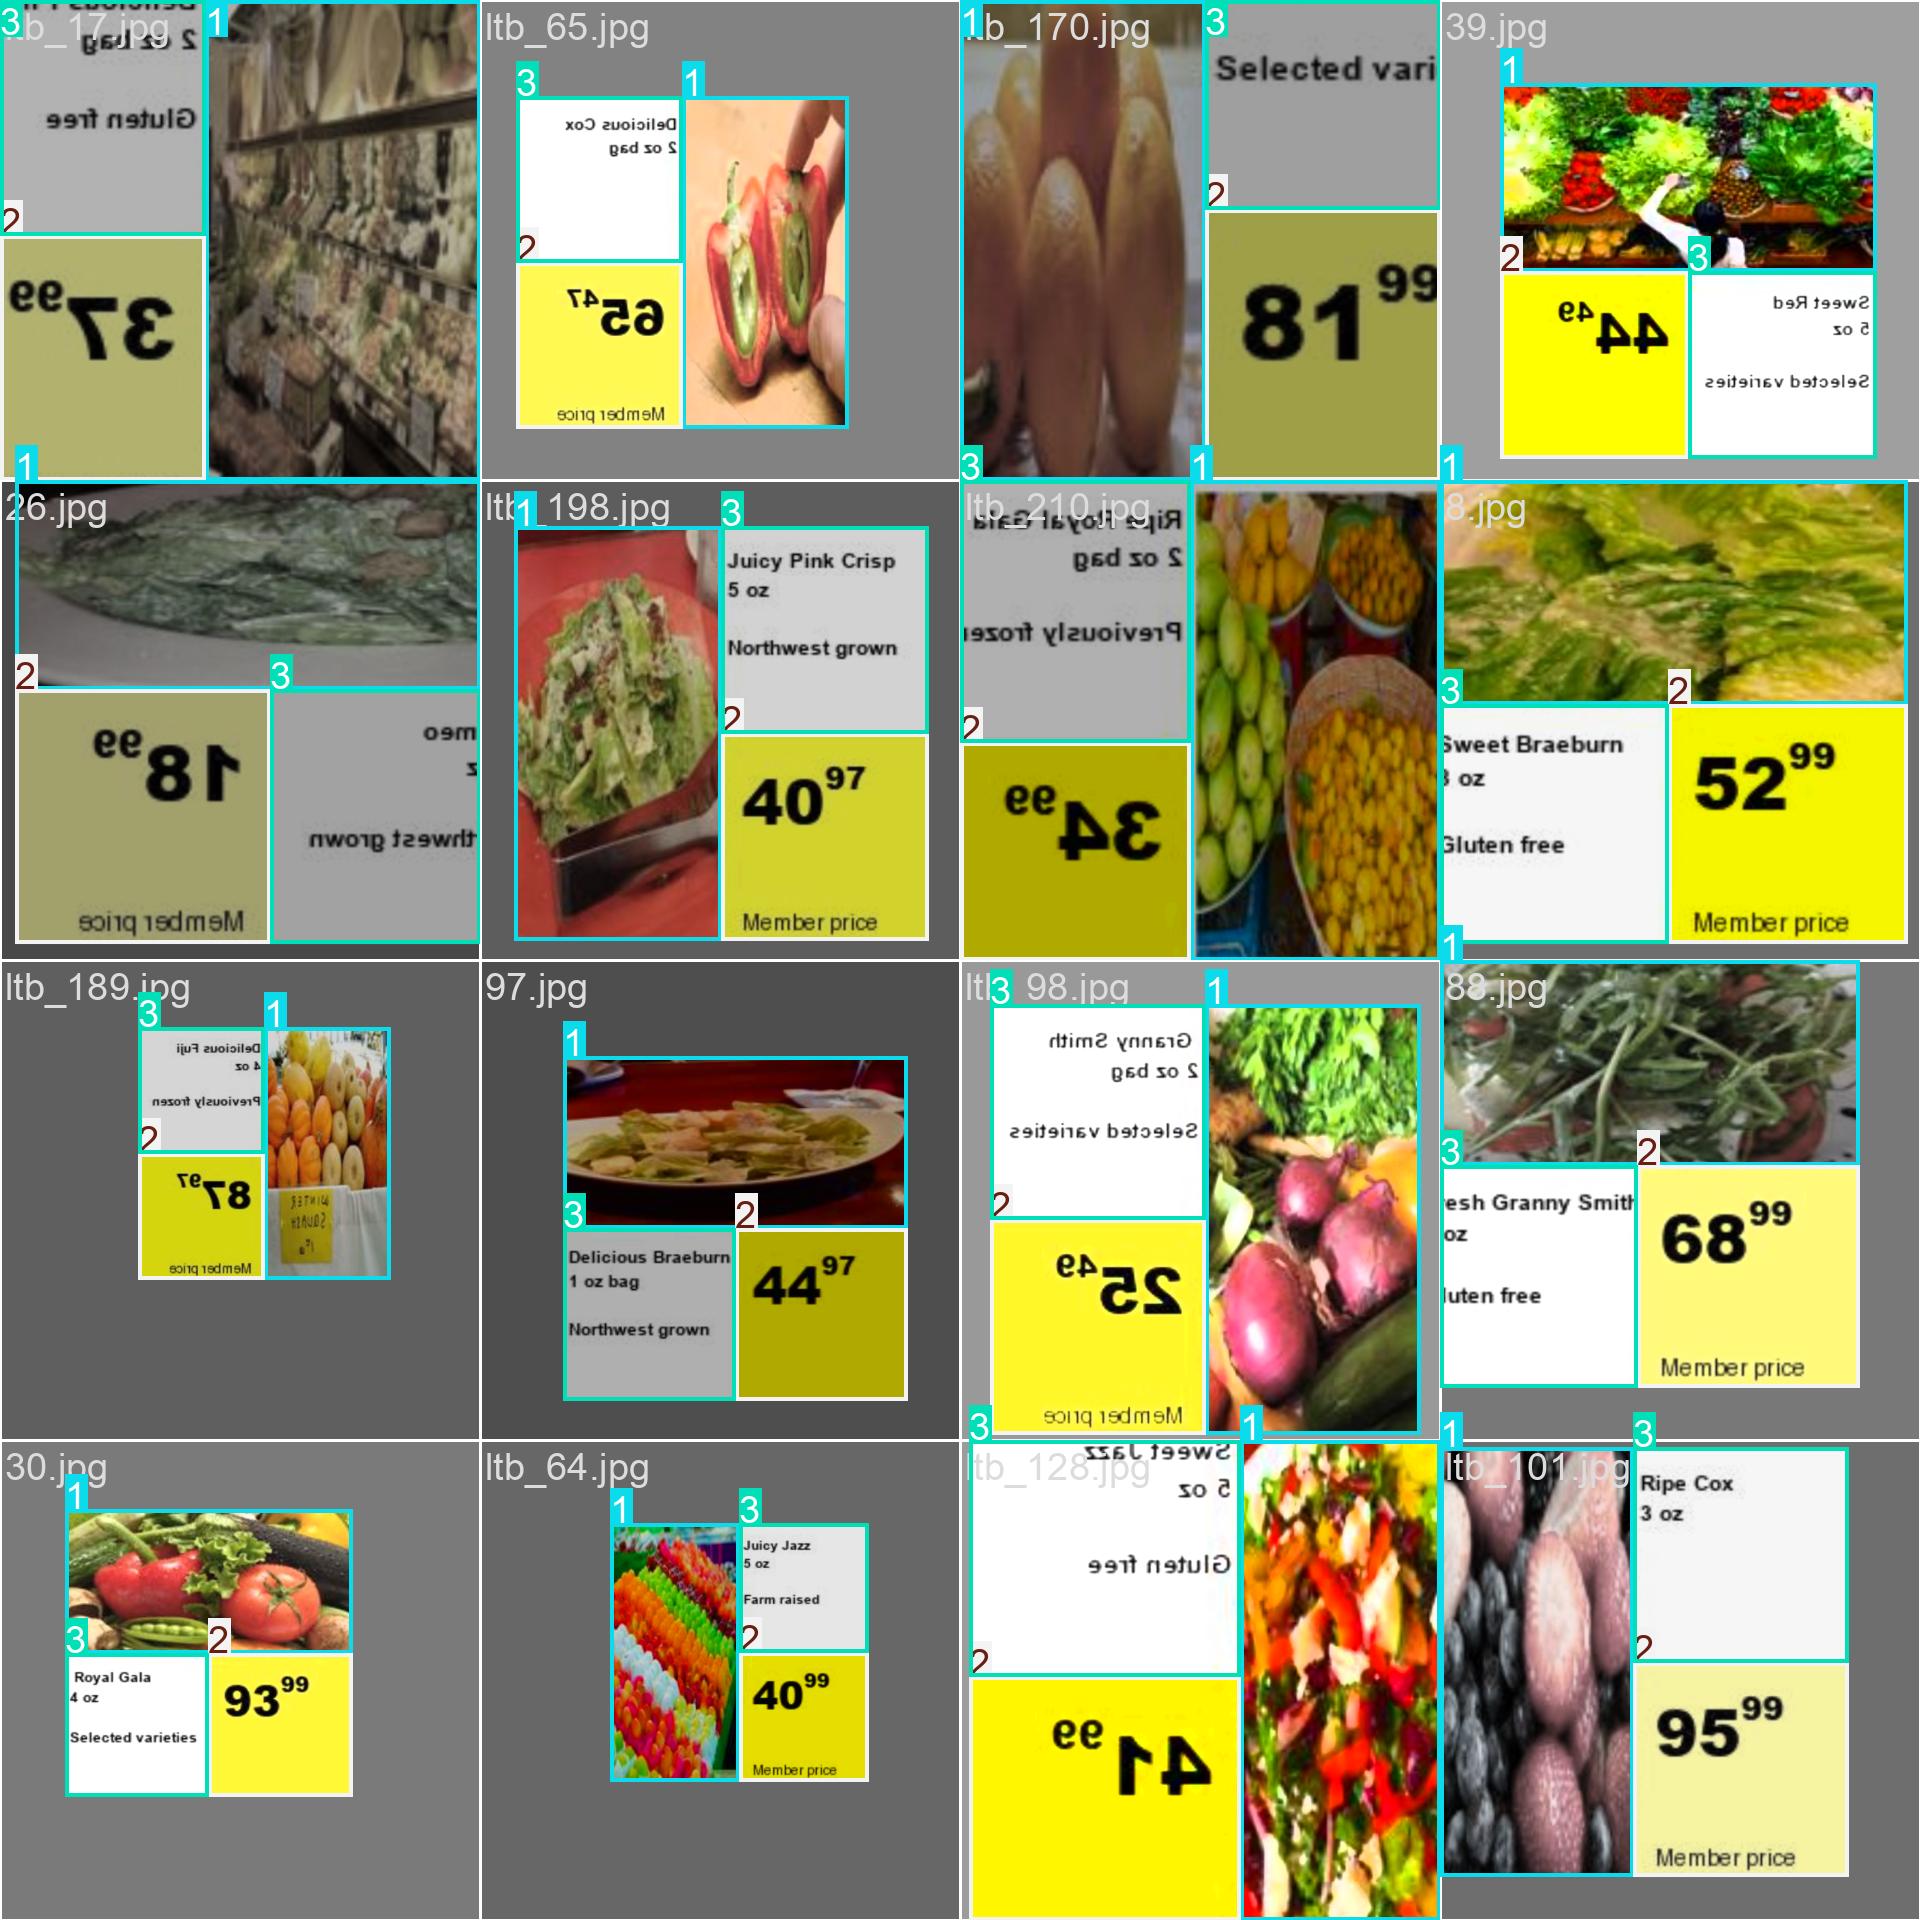 ltb_17.jpg
2 oz bag
Gluten free
37 99
3
1
2
ltb_65.jpg
Delicious Cox
2 oz bag
65 47
Member price
3
1
2
ltb_170.jpg
Selected vari
81 99
1
3
2
39.jpg
Sweet Red
5 oz
Selected varieties
44 49
1
2
3
26.jpg
meo
z
thwest grown
18 99
Member price
1
2
3
ltb_198.jpg
Juicy Pink Crisp
5 oz
Northwest grown
40 97
Member price
1
3
2
ltb_210.jpg
Ripe Royal Gala
2 oz bag
Previously frozen
34 99
3
1
2
8.jpg
Sweet Braeburn
3 oz
Gluten free
52 99
Member price
1
3
2
ltb_189.jpg
Delicious Fuji
4 oz
Previously frozen
87 97
Member price
WINTER
SQUASH
3
1
2
97.jpg
Delicious Braeburn
1 oz bag
Northwest grown
44 97
1
3
2
ltb_98.jpg
Granny Smith
2 oz bag
Selected varieties
25 49
Member price
3
1
2
88.jpg
esh Granny Smith
oz
luten free
68 99
Member price
1
3
2
30.jpg
Royal Gala
4 oz
Selected varieties
93 99
1
3
2
ltb_64.jpg
Juicy Jazz
5 oz
Farm raised
40 99
Member price
1
3
2
ltb_128.jpg
Sweet Jazz
5 oz
Gluten free
41 99
3
1
2
ltb_101.jpg
Ripe Cox
3 oz
95 99
Member price
1
3
2